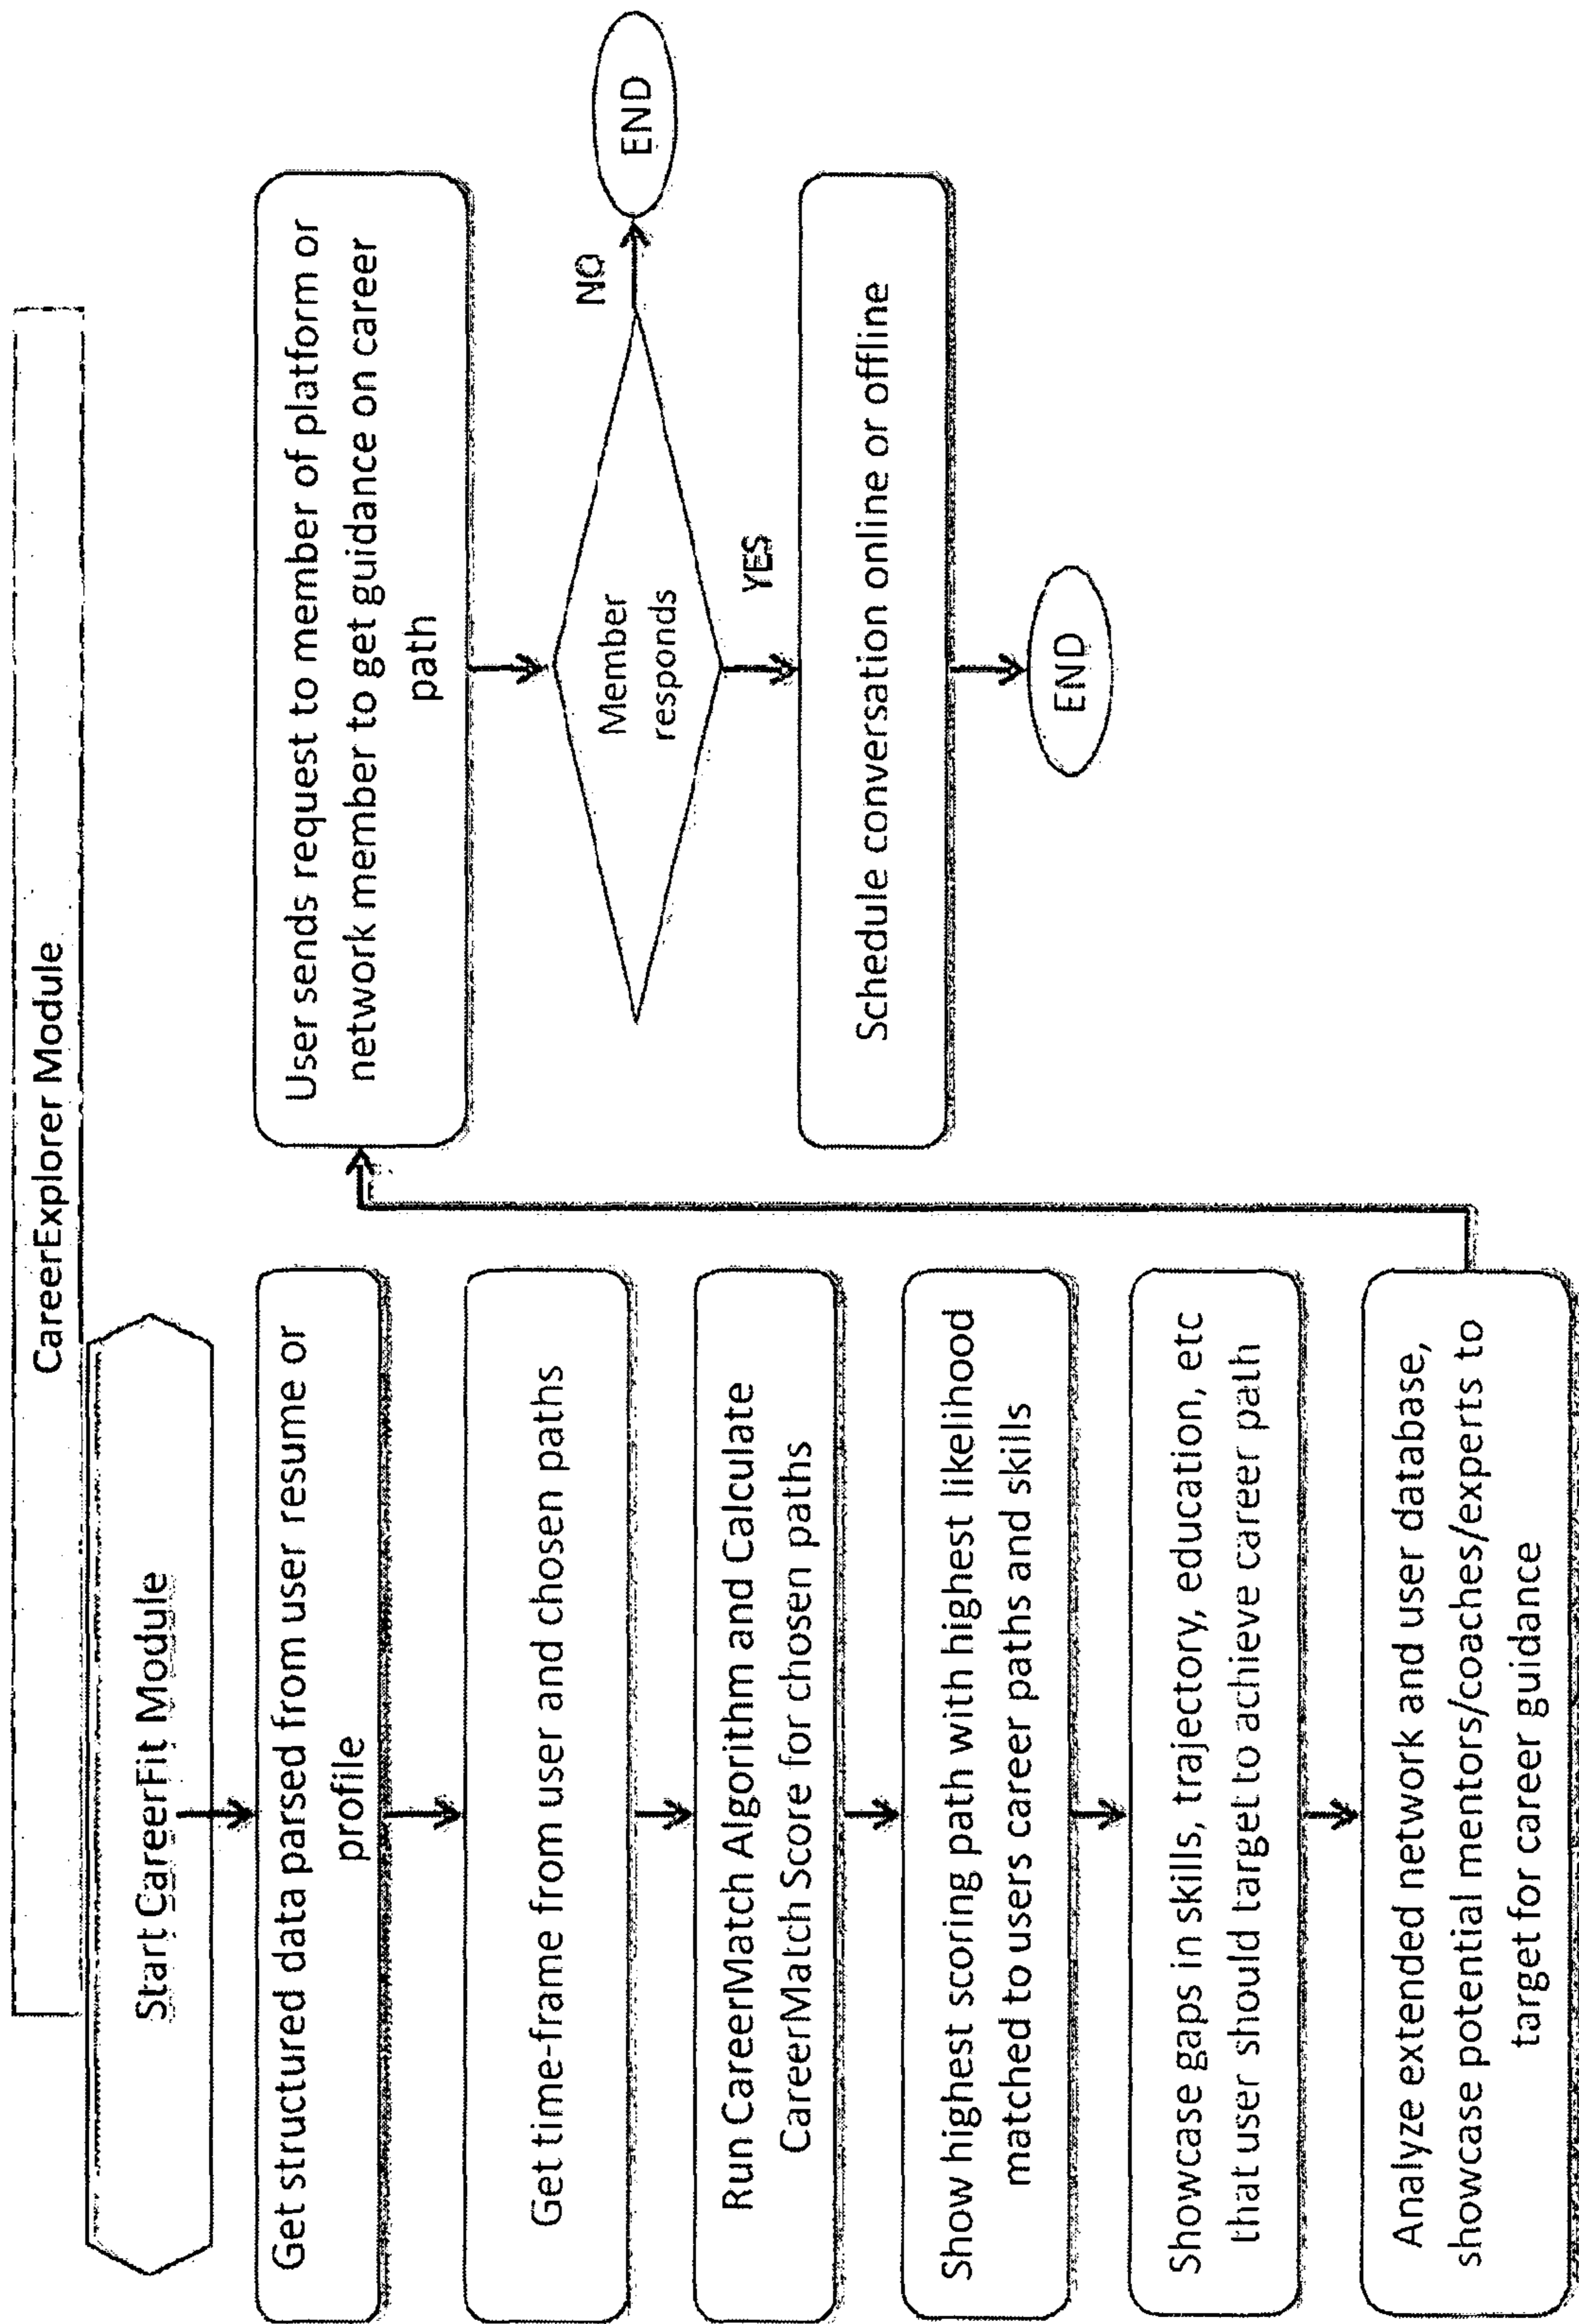 CareerExplorer Module
Start CareerFit Module
Get structured data parsed from user resume or
profile
Get time-frame from user and chosen paths
Run CareerMatch Algorithm and Calculate
CareerMatch Score for chosen paths
Show highest scoring path with highest likelihood
matched to users career paths and skills
Showcase gaps in skills, trajectory, education, etc
that user should target to achieve career path
Analyze extended network and user database,
showcase potential mentors/coaches/experts to
target for career guidance
User sends request to member of platform or
network member to get guidance on career
path
Member
responds
NO
END
YES
Schedule conversation online or offline
END